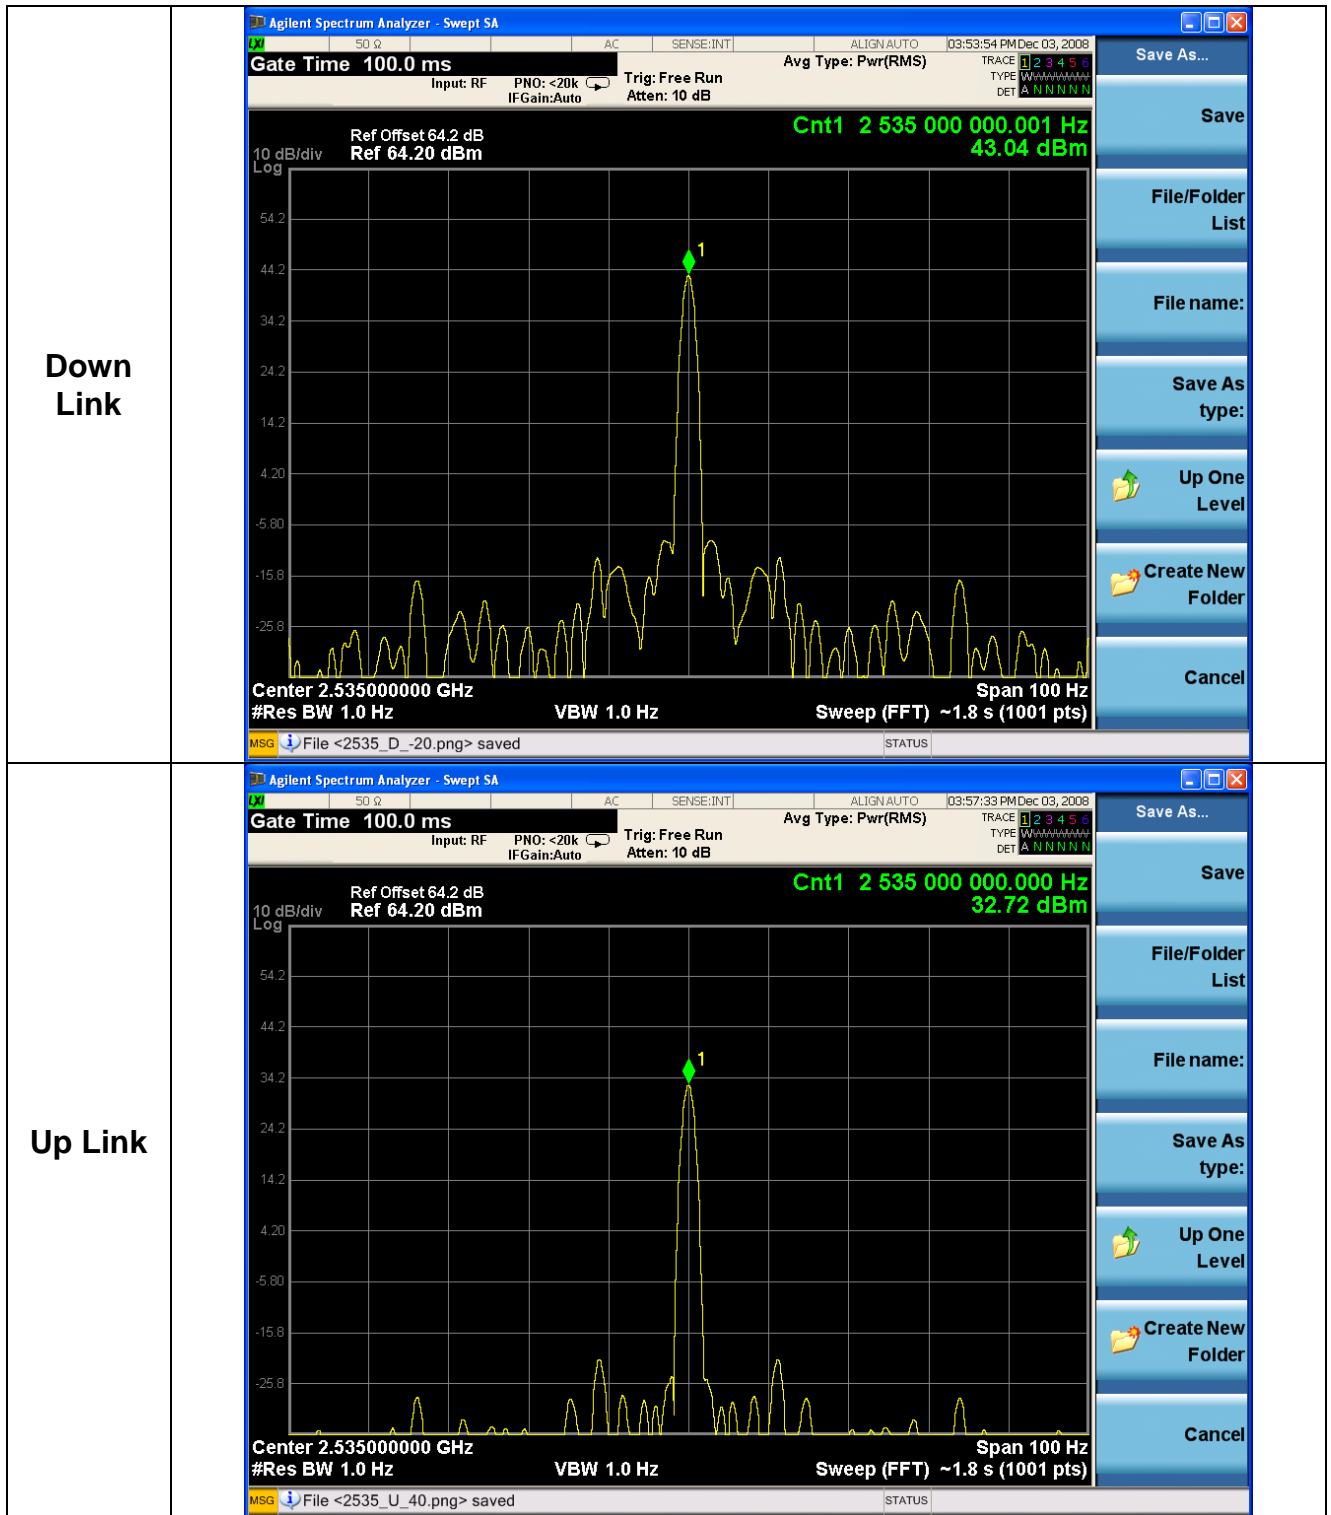 Down
Link
Agilent Spectrum Analyzer - Swept SA
LXI 50 Ω AC SENSE:INT ALIGN AUTO 03:53:54 PM Dec 03, 2008
Gate Time 100.0 ms
Input: RF PNO: <20k
IFGain:Auto
Trig: Free Run
Atten: 10 dB
Avg Type: Pwr(RMS)
TRACE 1 2 3 4 5 6
TYPE
DET A N N N N N
Cnt1 2 535 000 000.001 Hz
43.04 dBm
Ref Offset 64.2 dB
10 dB/div Ref 64.20 dBm
Log
54.2
1
44.2
34.2
24.2
14.2
4.20
-5.80
-15.8
-25.8
Center 2.535000000 GHz Span 100 Hz
#Res BW 1.0 Hz VBW 1.0 Hz Sweep (FFT) ~1.8 s (1001 pts)
MSG File <2535_D_-20.png> saved STATUS
Save As...
Save
File/Folder
List
File name:
Save As
type:
Up One
Level
Create New
Folder
Cancel
Up Link
Agilent Spectrum Analyzer - Swept SA
LXI 50 Ω AC SENSE:INT ALIGN AUTO 03:57:33 PM Dec 03, 2008
Gate Time 100.0 ms
Input: RF PNO: <20k
IFGain:Auto
Trig: Free Run
Atten: 10 dB
Avg Type: Pwr(RMS)
TRACE 1 2 3 4 5 6
TYPE
DET A N N N N N
Cnt1 2 535 000 000.000 Hz
32.72 dBm
Ref Offset 64.2 dB
10 dB/div Ref 64.20 dBm
Log
54.2
44.2
1
34.2
24.2
14.2
4.20
-5.80
-15.8
-25.8
Center 2.535000000 GHz Span 100 Hz
#Res BW 1.0 Hz VBW 1.0 Hz Sweep (FFT) ~1.8 s (1001 pts)
MSG File <2535_U_40.png> saved STATUS
Save As...
Save
File/Folder
List
File name:
Save As
type:
Up One
Level
Create New
Folder
Cancel